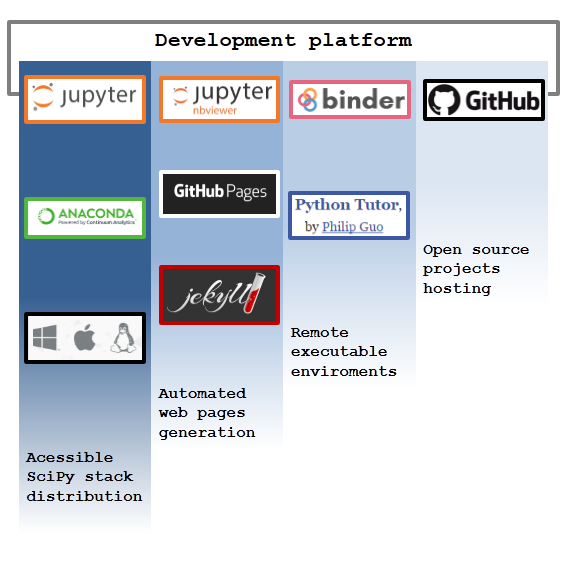 Development platform
jupyter
ANACONDA
Powered by Continuum Analytics
Acessible
SciPy stack
distribution
jupyter
nbviewer
GitHub Pages
jekyll
Automated
web pages
generation
binder
Python Tutor,
by Philip Guo
Remote
executable
enviroments
GitHub
Open source
projects
hosting